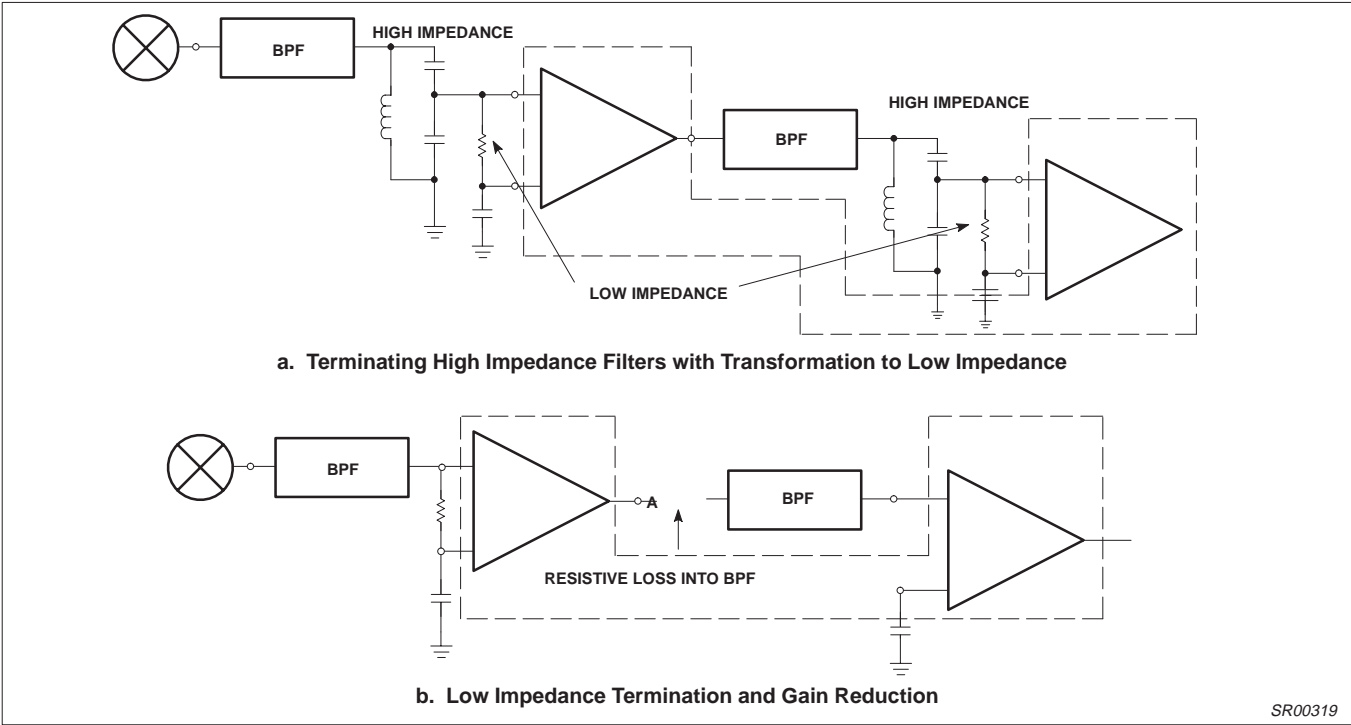 HIGH IMPEDANCE
BPF
HIGH IMPEDANCE
BPF
LOW IMPEDANCE
a. Terminating High Impedance Filters with Transformation to Low Impedance
BPF
BPF
A
RESISTIVE LOSS INTO BPF
b. Low Impedance Termination and Gain Reduction
SR00319